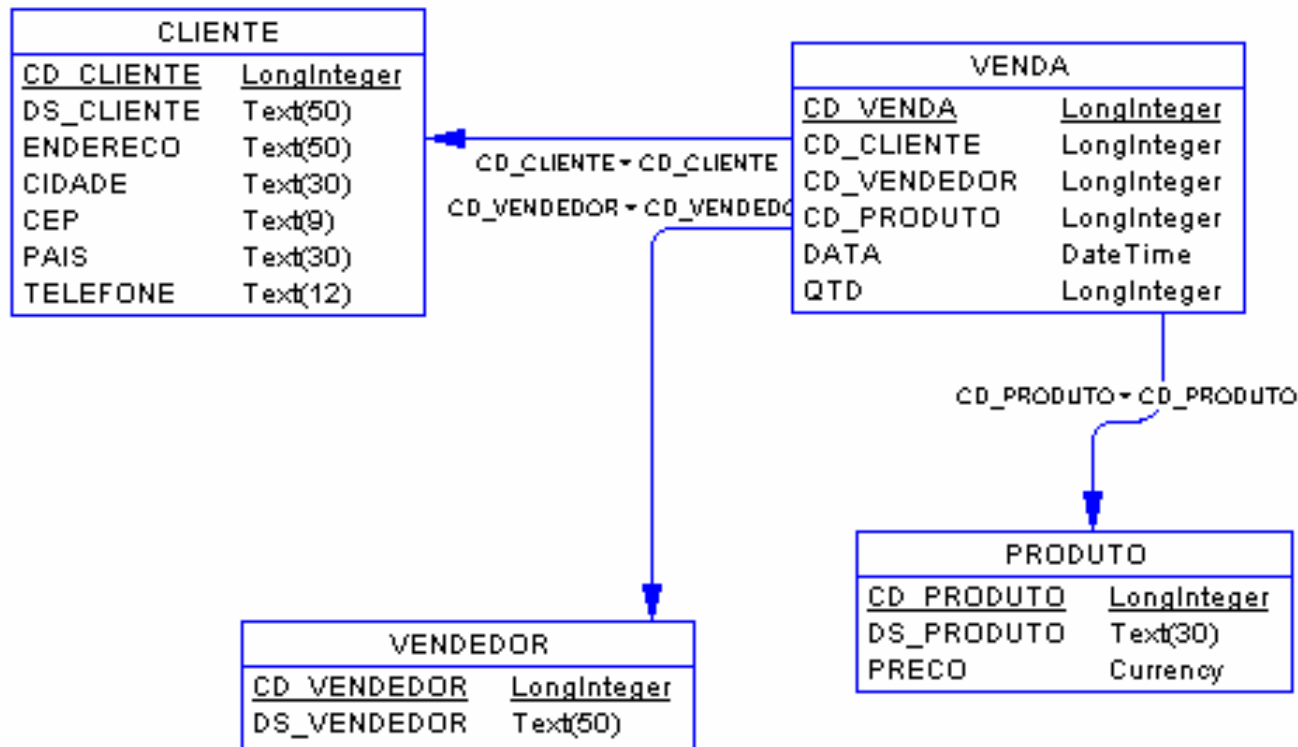 CLIENTE
CD_CLIENTE LongInteger
DS_CLIENTE Text(50)
ENDERECO Text(50)
CIDADE Text(30)
CEP Text(9)
PAIS Text(30)
TELEFONE Text(12)
CD_CLIENTE = CD_CLIENTE
CD_VENDEDOR = CD_VENDEDO
VENDA
CD_VENDA LongInteger
CD_CLIENTE LongInteger
CD_VENDEDOR LongInteger
CD_PRODUTO LongInteger
DATA DateTime
QTD LongInteger
CD_PRODUTO = CD_PRODUTO
PRODUTO
CD_PRODUTO LongInteger
DS_PRODUTO Text(30)
PRECO Currency
VENDEDOR
CD_VENDEDOR LongInteger
DS_VENDEDOR Text(50)